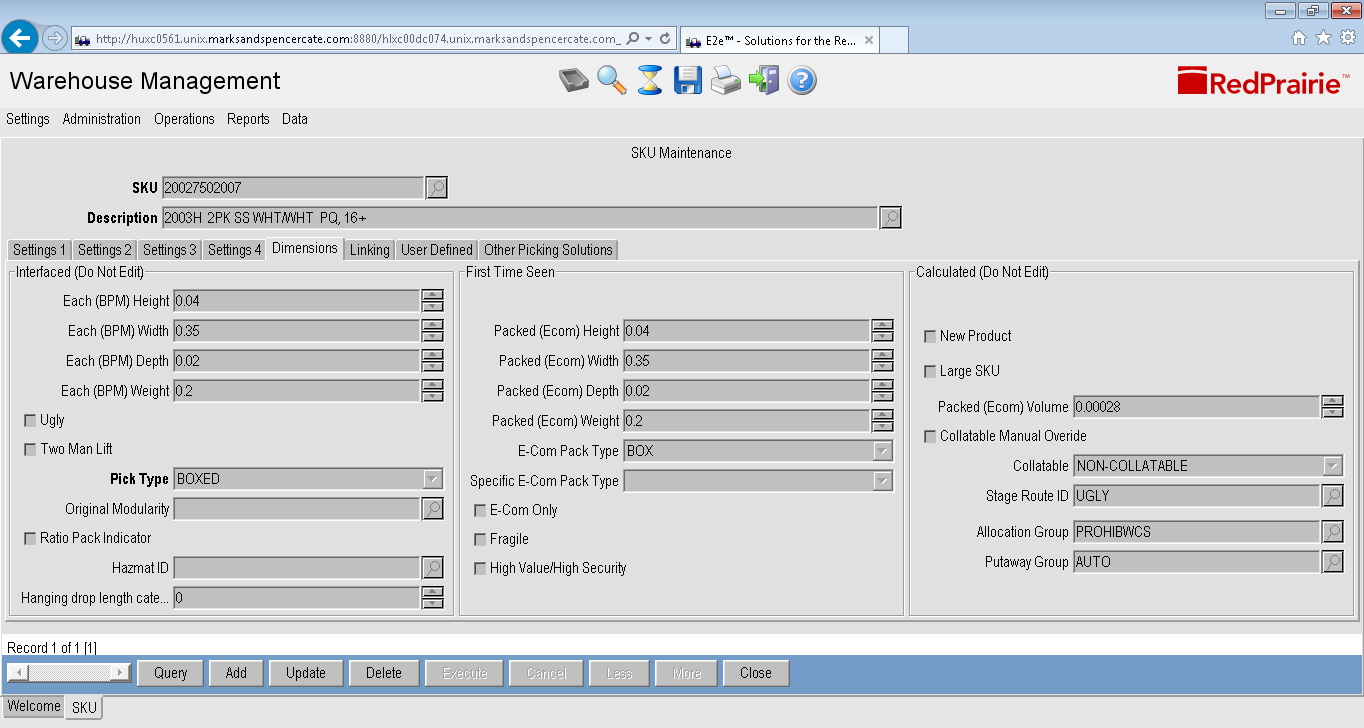 http://huxc0561.unix.marksandspencercate.com:8880/hlxc00dc074.unix.marksandspencercate.com_
E2e™ - Solutions for the Re...
Warehouse Management
RedPrairie™
Settings Administration Operations Reports Data
SKU Maintenance
SKU 20027502007
Description 2003H 2PK SS WHT/WHT PQ, 16+
Settings 1 Settings 2 Settings 3 Settings 4 Dimensions Linking User Defined Other Picking Solutions
Interfaced (Do Not Edit)
Each (BPM) Height 0.04
Each (BPM) Width 0.35
Each (BPM) Depth 0.02
Each (BPM) Weight 0.2
Ugly
Two Man Lift
Pick Type BOXED
Original Modularity
Ratio Pack Indicator
Hazmat ID
Hanging drop length cate... 0
First Time Seen
Packed (Ecom) Height 0.04
Packed (Ecom) Width 0.35
Packed (Ecom) Depth 0.02
Packed (Ecom) Weight 0.2
E-Com Pack Type BOX
Specific E-Com Pack Type
E-Com Only
Fragile
High Value/High Security
Calculated (Do Not Edit)
New Product
Large SKU
Packed (Ecom) Volume 0.00028
Collatable Manual Overide
Collatable NON-COLLATABLE
Stage Route ID UGLY
Allocation Group PROHIBWCS
Putaway Group AUTO
Record 1 of 1 [1]
Query Add Update Delete Execute Cancel Less More Close
Welcome SKU